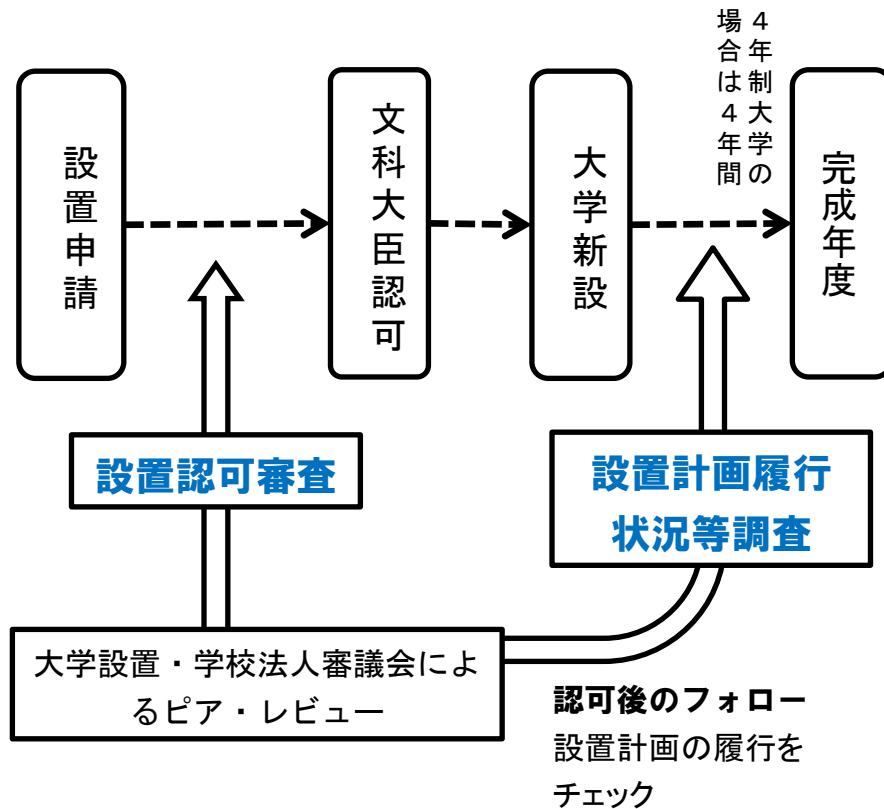 設置申請
文科大臣認可
大学新設
４年制大学の
場合は４年間
完成年度
設置認可審査
設置計画履行
状況等調査
大学設置・学校法人審議会によ
るピア・レビュー
認可後のフォロー
設置計画の履行を
チェック